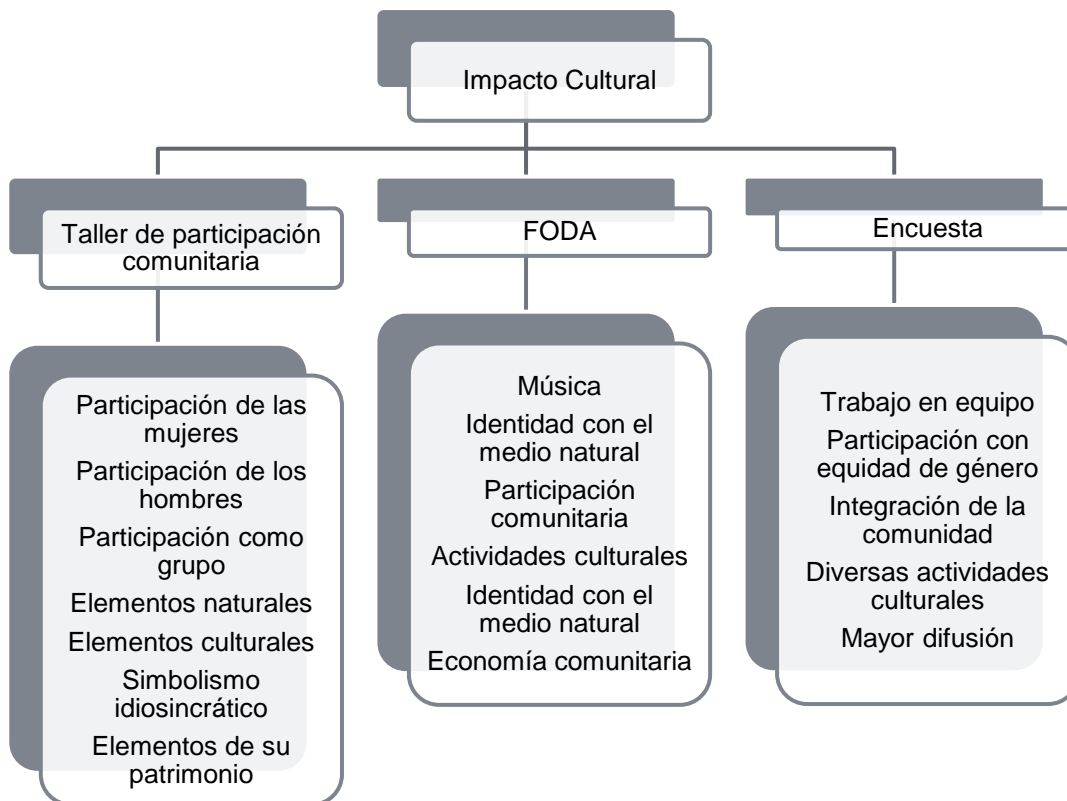 Impacto Cultural
Taller de participación
comunitaria
FODA
Encuesta
Participación de las
mujeres
Participación de los
hombres
Participación como
grupo
Elementos naturales
Elementos culturales
Simbolismo
idiosincrático
Elementos de su
patrimonio
Música
Identidad con el
medio natural
Participación
comunitaria
Actividades culturales
Identidad con el
medio natural
Economía comunitaria
Trabajo en equipo
Participación con
equidad de género
Integración de la
comunidad
Diversas actividades
culturales
Mayor difusión